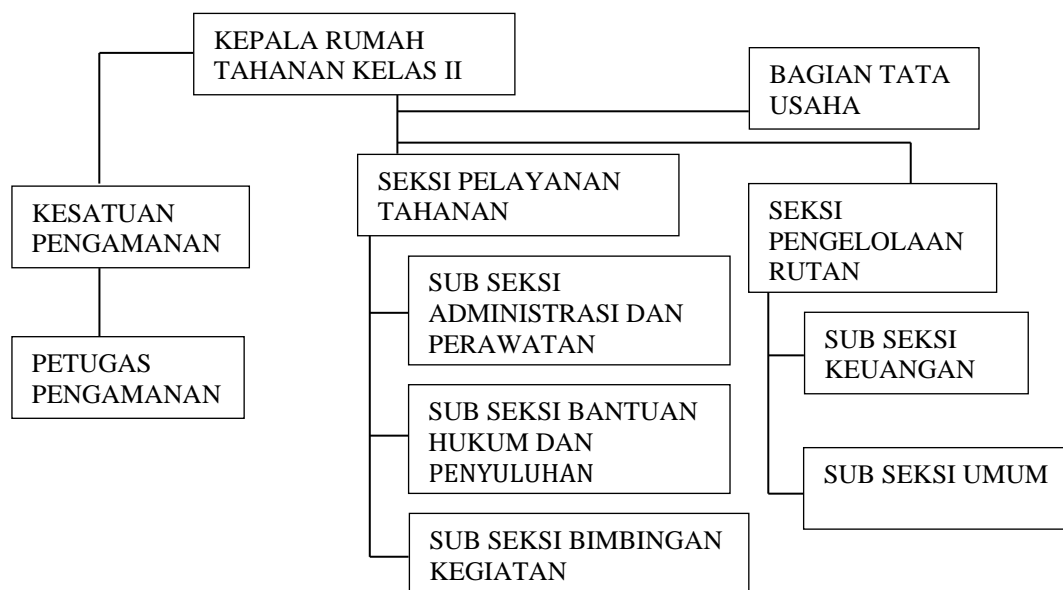 KEPALA RUMAH
TAHANAN KELAS II
BAGIAN TATA
USAHA
SEKSI PELAYANAN
TAHANAN
KESATUAN
PENGAMANAN
SEKSI
PENGELOLAAN
RUTAN
SUB SEKSI
ADMINISTRASI DAN
PERAWATAN
SUB SEKSI
KEUANGAN
PETUGAS
PENGAMANAN
SUB SEKSI BANTUAN
HUKUM DAN
PENYULUHAN
SUB SEKSI UMUM
SUB SEKSI BIMBINGAN
KEGIATAN